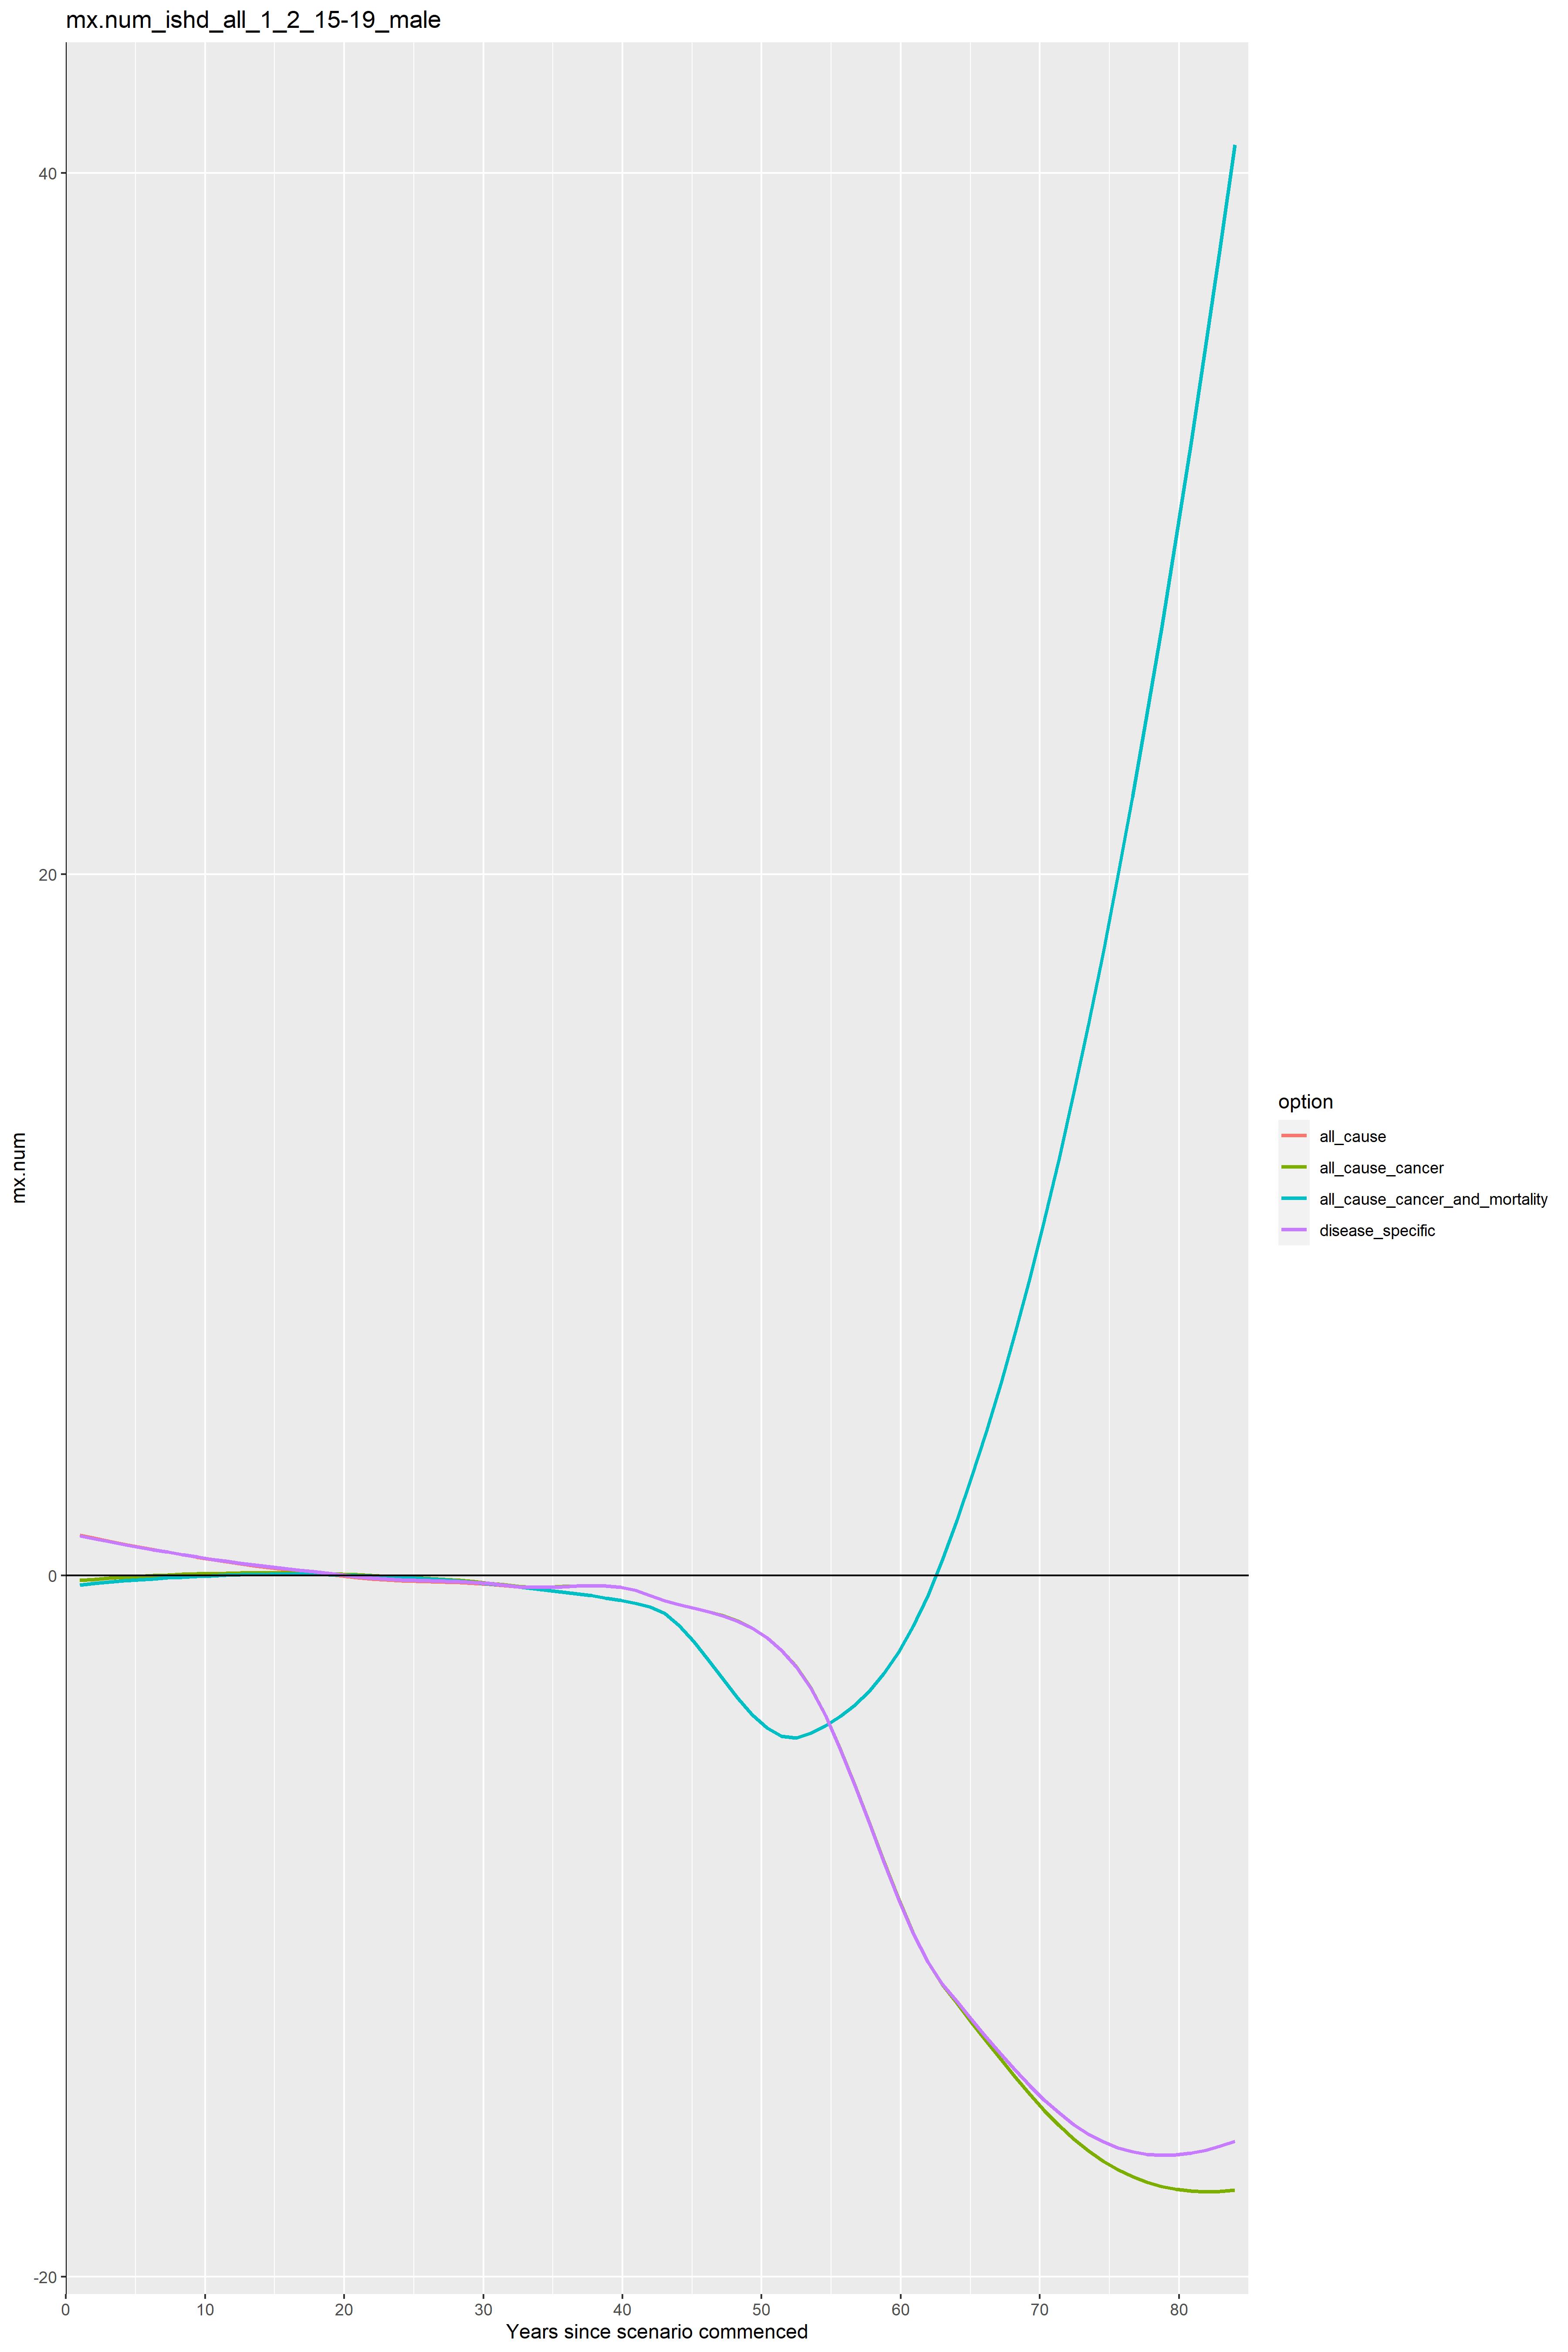 mx.num_ishd_all_1_2_15-19_male
40
20
0
-20
mx.num
0 10 20 30 40 50 60 70 80
Years since scenario commenced
option
all_cause
all_cause_cancer
all_cause_cancer_and_mortality
disease_specific